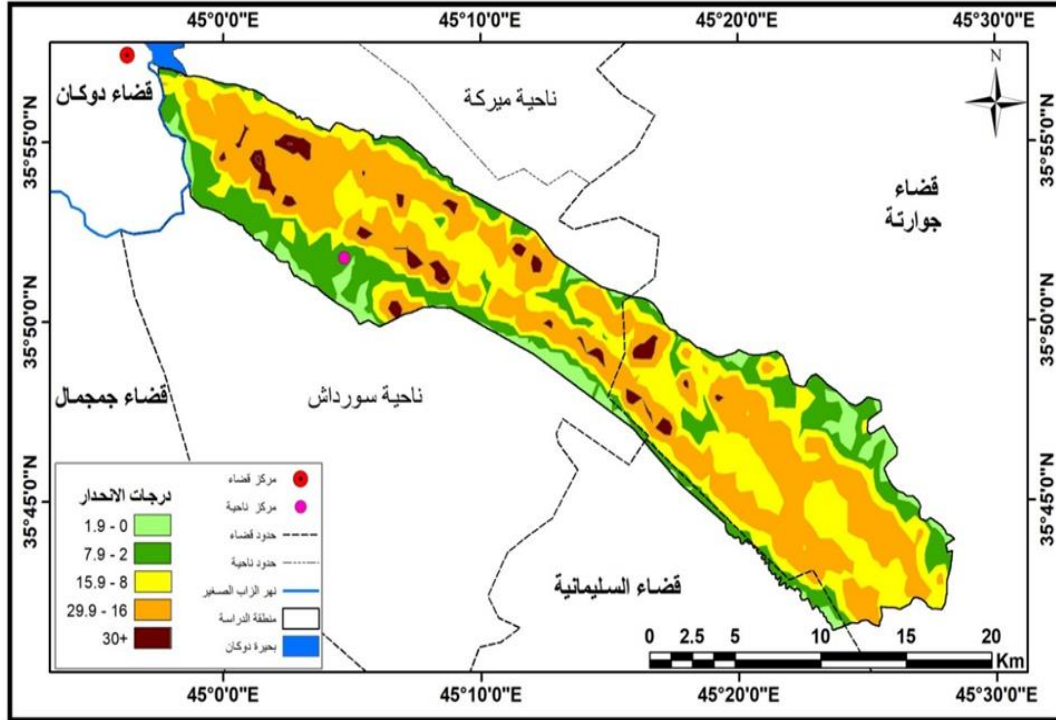 45°0'0"E
45°10'0"E
45°20'0"E
45°30'0"E
N
ناحية ميركة
قضاء دوكان
قضاء
جوارتة
35°55'0"N
35°55'0"N
35°50'0"N
35°50'0"N
قضاء جمجمال
ناحية سورداش
35°45'0"N
35°45'0"N
قضاء السليمانية
درجات الانحدار
1.9 - 0
7.9 - 2
15.9 - 8
29.9 - 16
30+
مركز قضاء
مركز ناحية
حدود قضاء
حدود ناحية
نهر الزاب الصغير
منطقة الدراسة
بحيرة دوكان
0 2.5 5 10 15 20
Km
45°0'0"E
45°10'0"E
45°20'0"E
45°30'0"E